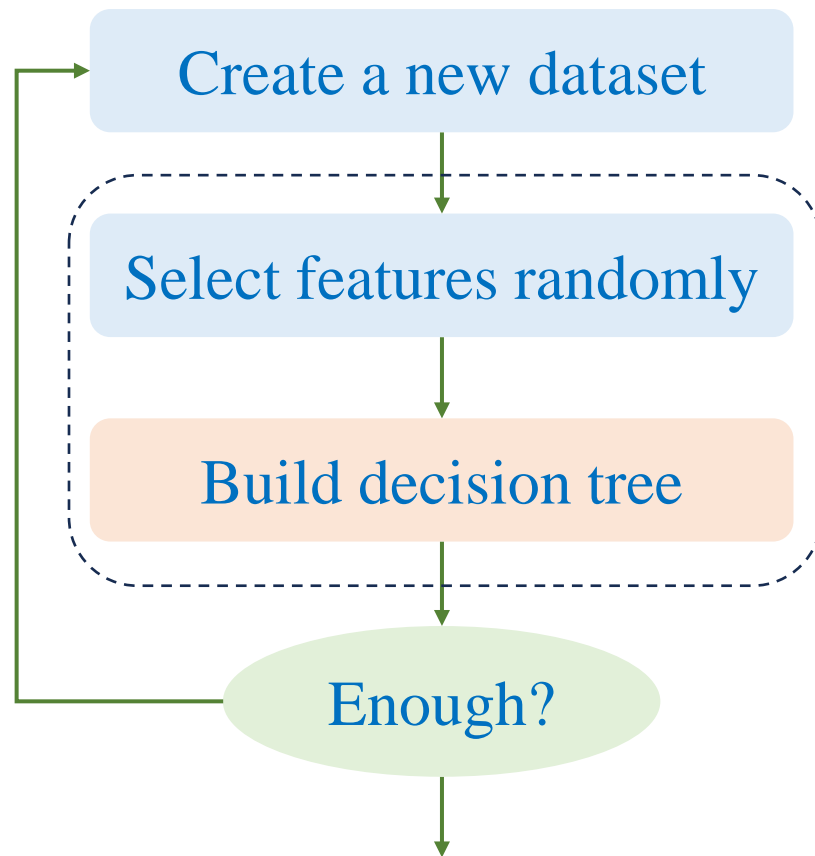 Create a new dataset
Select features randomly
Build decision tree
Enough?